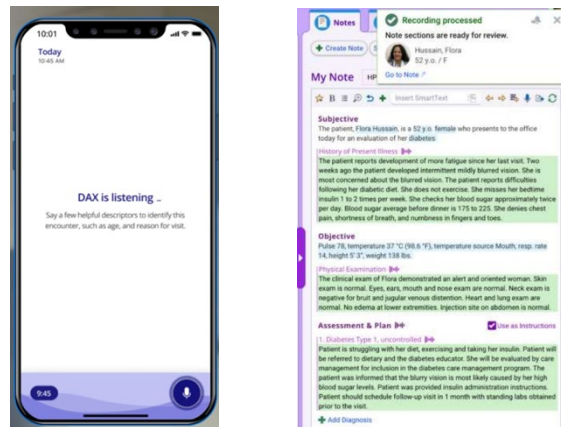 10:01
Today
10:45 AM
DAX is listening ..
Say a few helpful descriptors to identify this
encounter, such as age, and reason for visit.
9:45
Notes
Recording processed
Note sections are ready for review.
Hussain, Flora
52 y.o. / F
Go to Note
Create Note
My Note
B
Insert SmartText
Subjective
The patient, Flora Hussain, is a 52 y.o. female who presents to the office
today for an evaluation of her diabetes
History of Present Illness
The patient reports development of more fatigue since her last visit. Two
weeks ago the patient developed intermittent mildly blurred vision. She is
most concerned about the blurred vision. The patient reports difficulties
following her diabetic diet. She does not exercise. She misses her bedtime
insulin 1 to 2 times per week. She checks her blood sugar approximately twice
per day. Blood sugar average before dinner is 175 to 225. She denies chest
pain, shortness of breath, and numbness in fingers and toes.
Objective
Pulse 78, temperature 37 °C (98.6 °F), temperature source Mouth, resp. rate
14, height 5' 3", weight 138 lbs.
Physical Examination
The clinical exam of Flora demonstrated an alert and oriented woman. Skin
exam is normal. Eyes, ears, mouth and nose exam are normal. Neck exam is
negative for bruit and jugular venous distention. Heart and lung exam are
normal. No edema at lower extremities. Injection site on abdomen is normal.
Assessment & Plan
Use as Instructions
1. Diabetes Type 1, uncontrolled
Patient is struggling with her diet, exercising and taking her insulin. Patient will
be referred to dietary and the diabetes educator. She will be evaluated by care
management for inclusion in the diabetes care management program. The
patient was informed that the blurry vision is most likely caused by her high
blood sugar levels. Patient was provided insulin administration instructions.
Patient should schedule follow-up visit in 1 month with standing labs obtained
prior to the visit.
Add Diagnosis